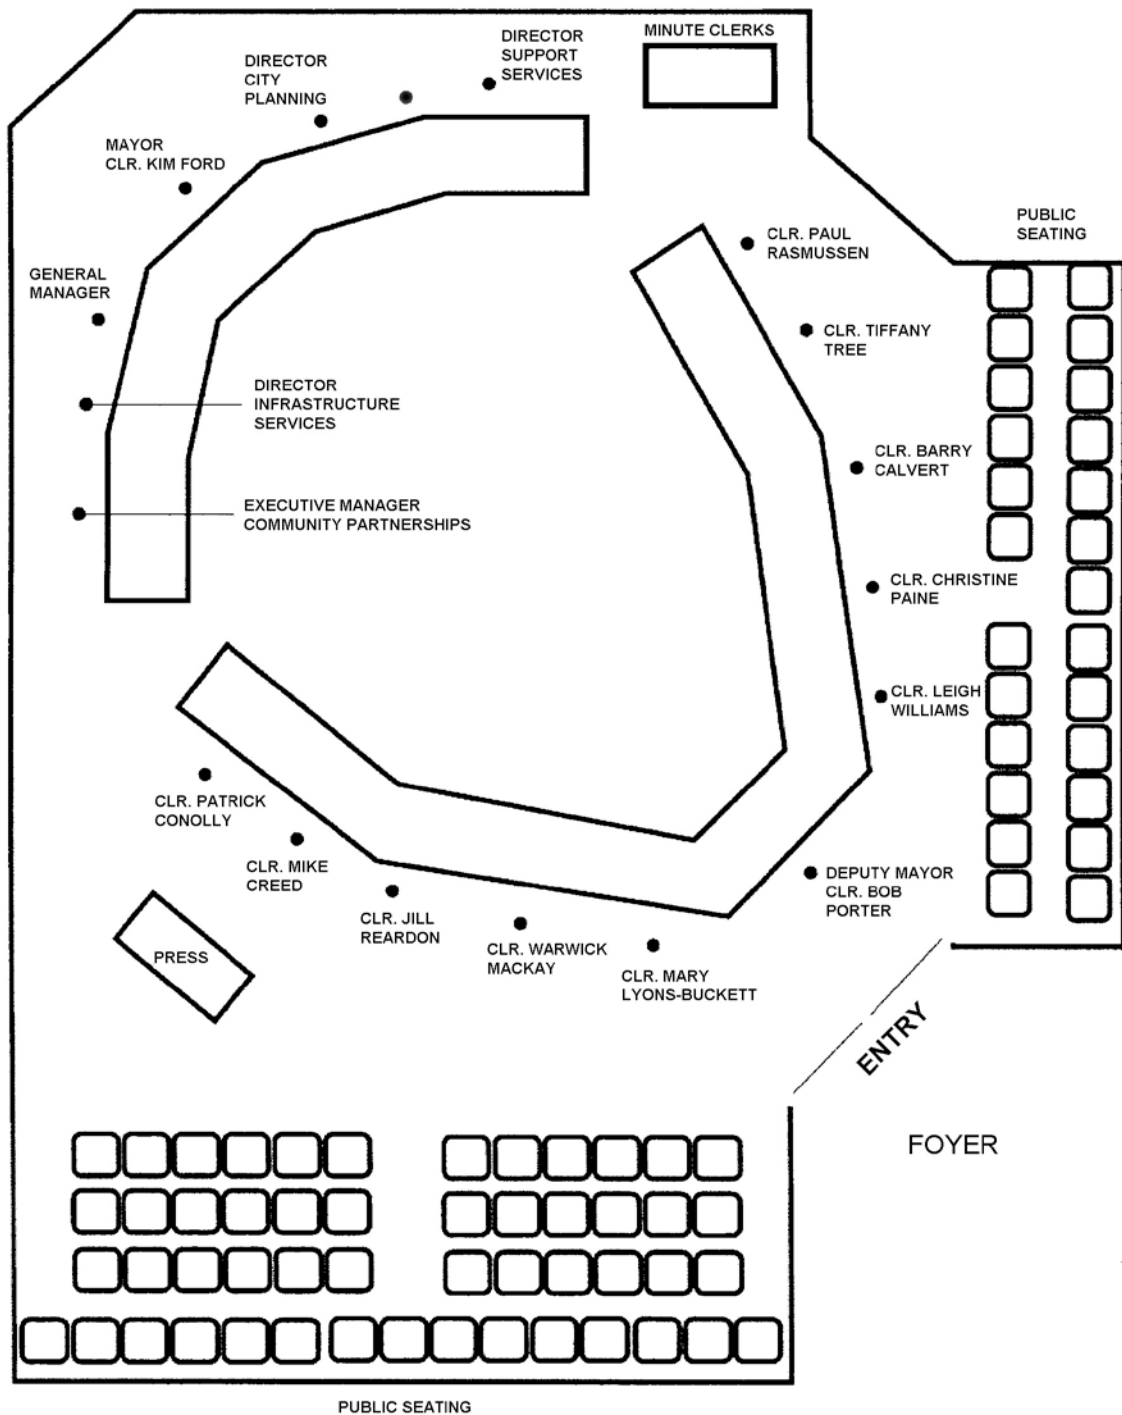 MINUTE CLERKS
DIRECTOR
SUPPORT
SERVICES
DIRECTOR
CITY
PLANNING
MAYOR
CLR. KIM FORD
GENERAL
MANAGER
DIRECTOR
INFRASTRUCTURE
SERVICES
EXECUTIVE MANAGER
COMMUNITY PARTNERSHIPS
CLR. PAUL
RASMUSSEN
PUBLIC
SEATING
CLR. TIFFANY
TREE
CLR. BARRY
CALVERT
CLR. CHRISTINE
PAINE
CLR. LEIGH
WILLIAMS
DEPUTY MAYOR
CLR. BOB
PORTER
CLR. PATRICK
CONOLLY
CLR. MIKE
CREED
CLR. JILL
REARDON
CLR. WARWICK
MACKAY
CLR. MARY
LYONS-BUCKETT
PRESS
ENTRY
FOYER
PUBLIC SEATING